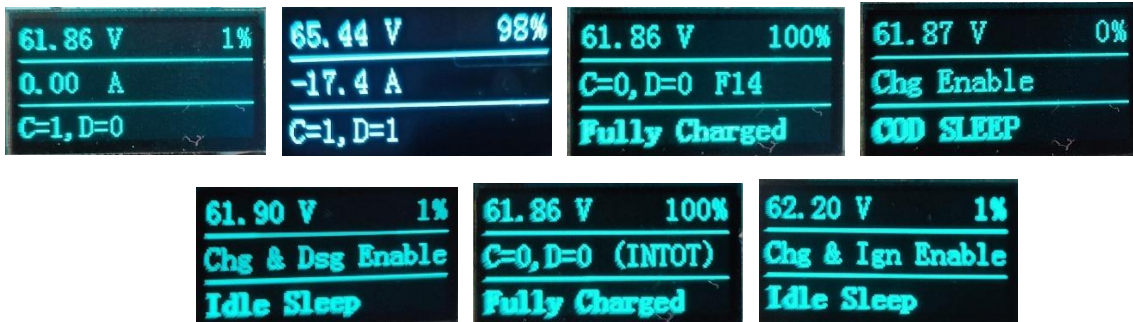 61.86 V 1%
0.00 A
C=1,D=0
65.44 V 98%
-17.4 A
C=1,D=1
61.86 V 100%
C=0,D=0 F14
Fully Charged
61.87 V 0%
Chg Enable
COD SLEEP
61.90 V 1%
Chg & Dsg Enable
Idle Sleep
61.86 V 100%
C=0,D=0 (INTOT)
Fully Charged
62.20 V 1%
Chg & Ign Enable
Idle Sleep